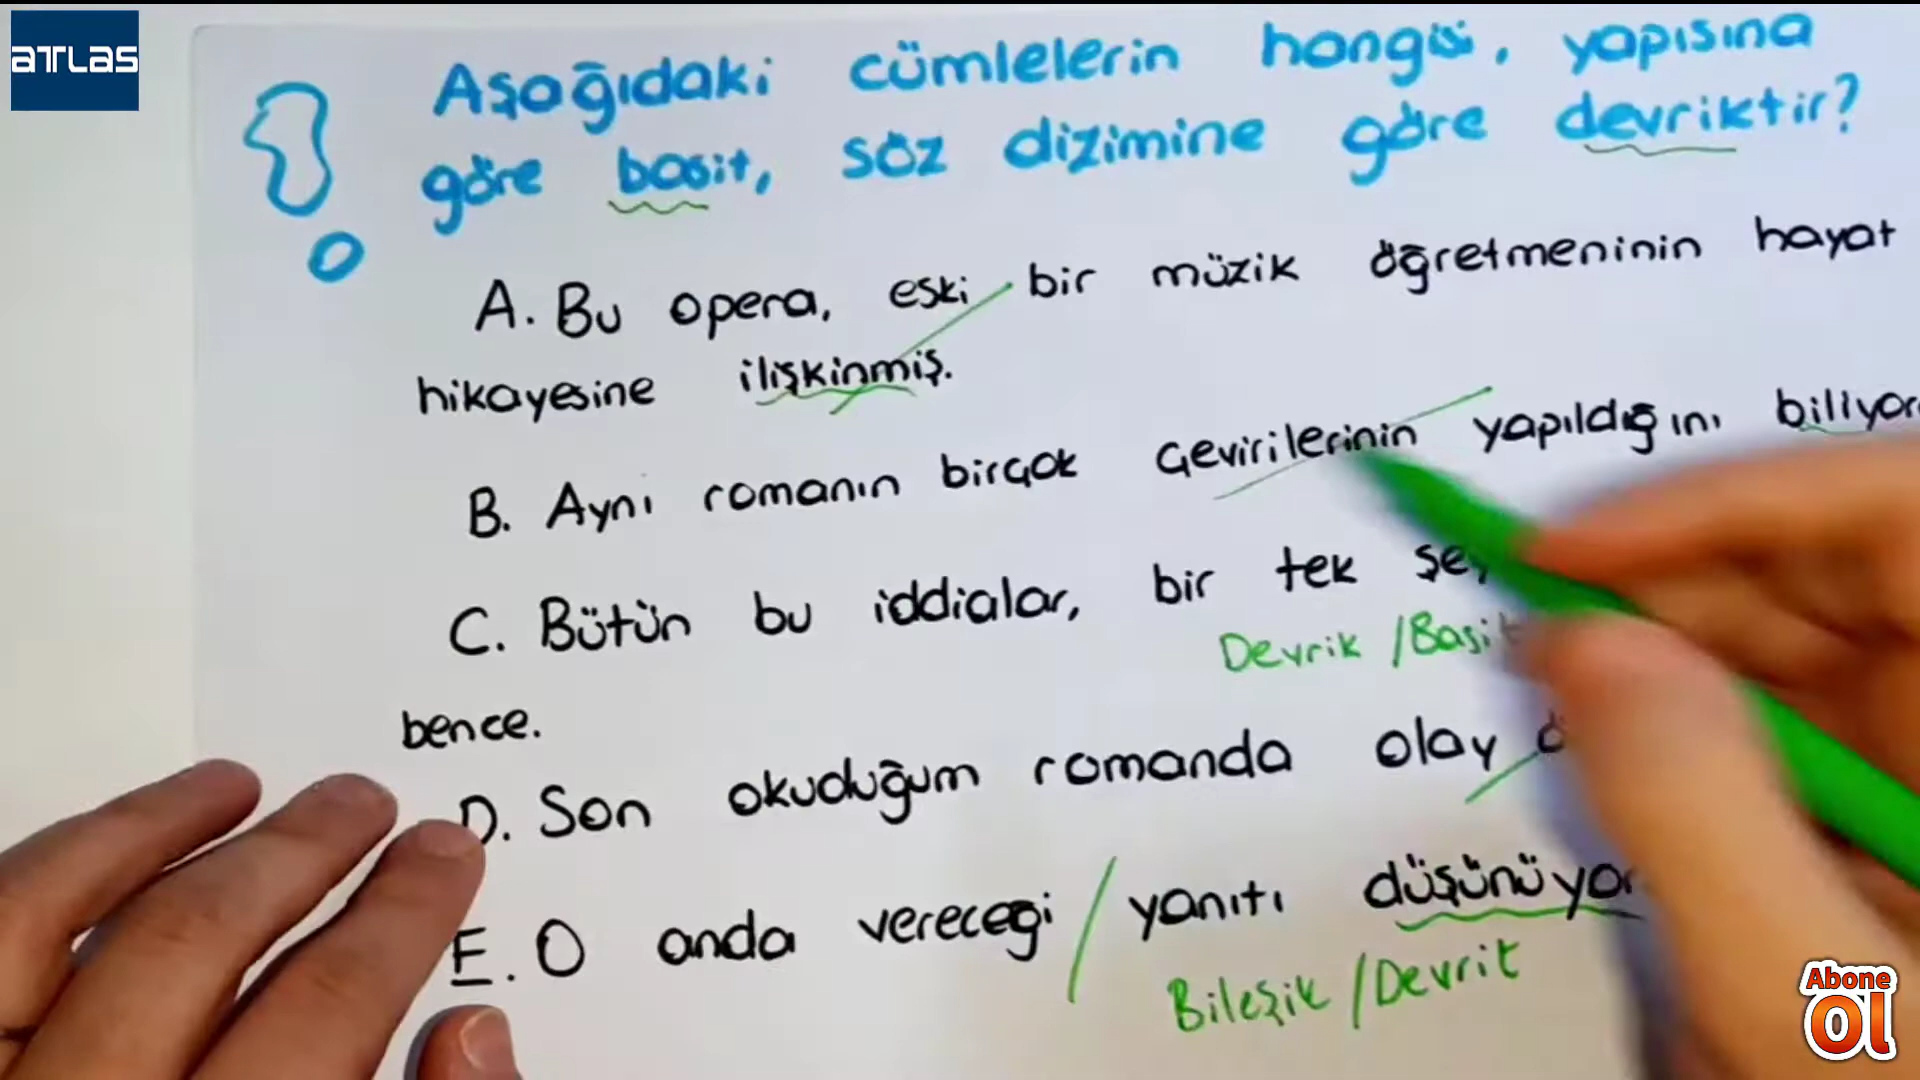 ATLAS
Aşağıdaki cümlelerin hangisi, yapısına
göre basit, söz dizimine göre devriktir?
A. Bu opera, eski bir müzik öğretmeninin hayat
hikayesine ilişkinmiş.
B. Aynı romanın birçok çevirilerinin yapıldığını
C. Bütün bu iddialar, bir tek
Devrik / Basit
bence.
D. Son okuduğum romanda olay
E. O anda vereceği yanıtı
Bileşik / Devrik
Abone
Ol